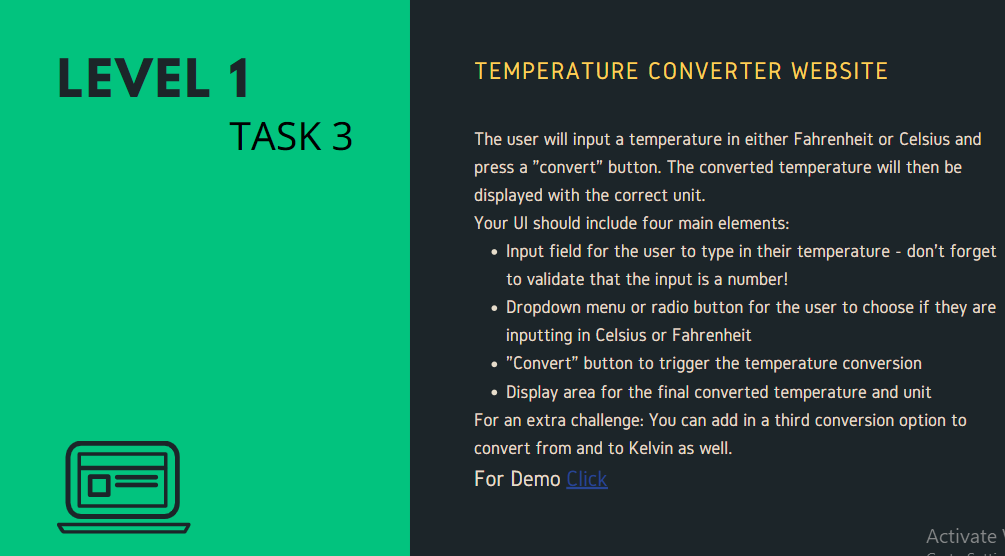 LEVEL 1
TASK 3
TEMPERATURE CONVERTER WEBSITE
The user will input a temperature in either Fahrenheit or Celsius and
press a ”convert” button. The converted temperature will then be
displayed with the correct unit.
Your UI should include four main elements:
• Input field for the user to type in their temperature - don’t forget
to validate that the input is a number!
• Dropdown menu or radio button for the user to choose if they are
inputting in Celsius or Fahrenheit
• ”Convert” button to trigger the temperature conversion
• Display area for the final converted temperature and unit
For an extra challenge: You can add in a third conversion option to
convert from and to Kelvin as well.
For Demo Click
Activate